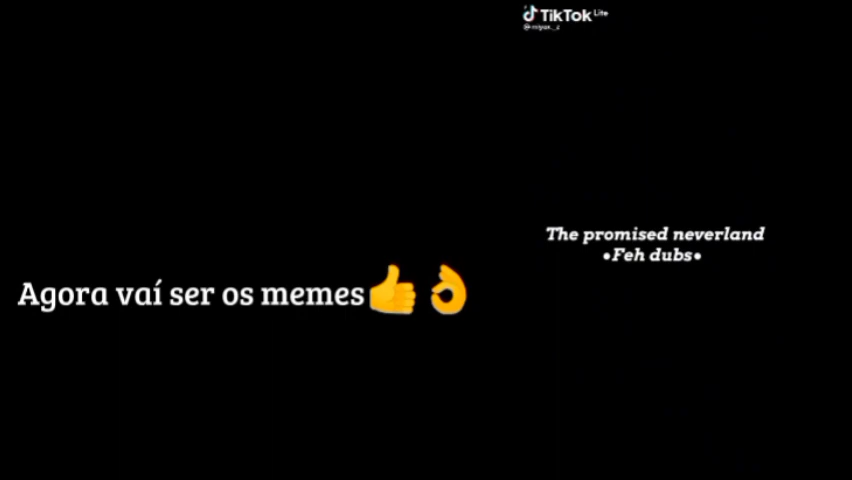 TikTok Lite
Agora vaí ser os memes👍👌
The promised neverland
•Feh dubs•